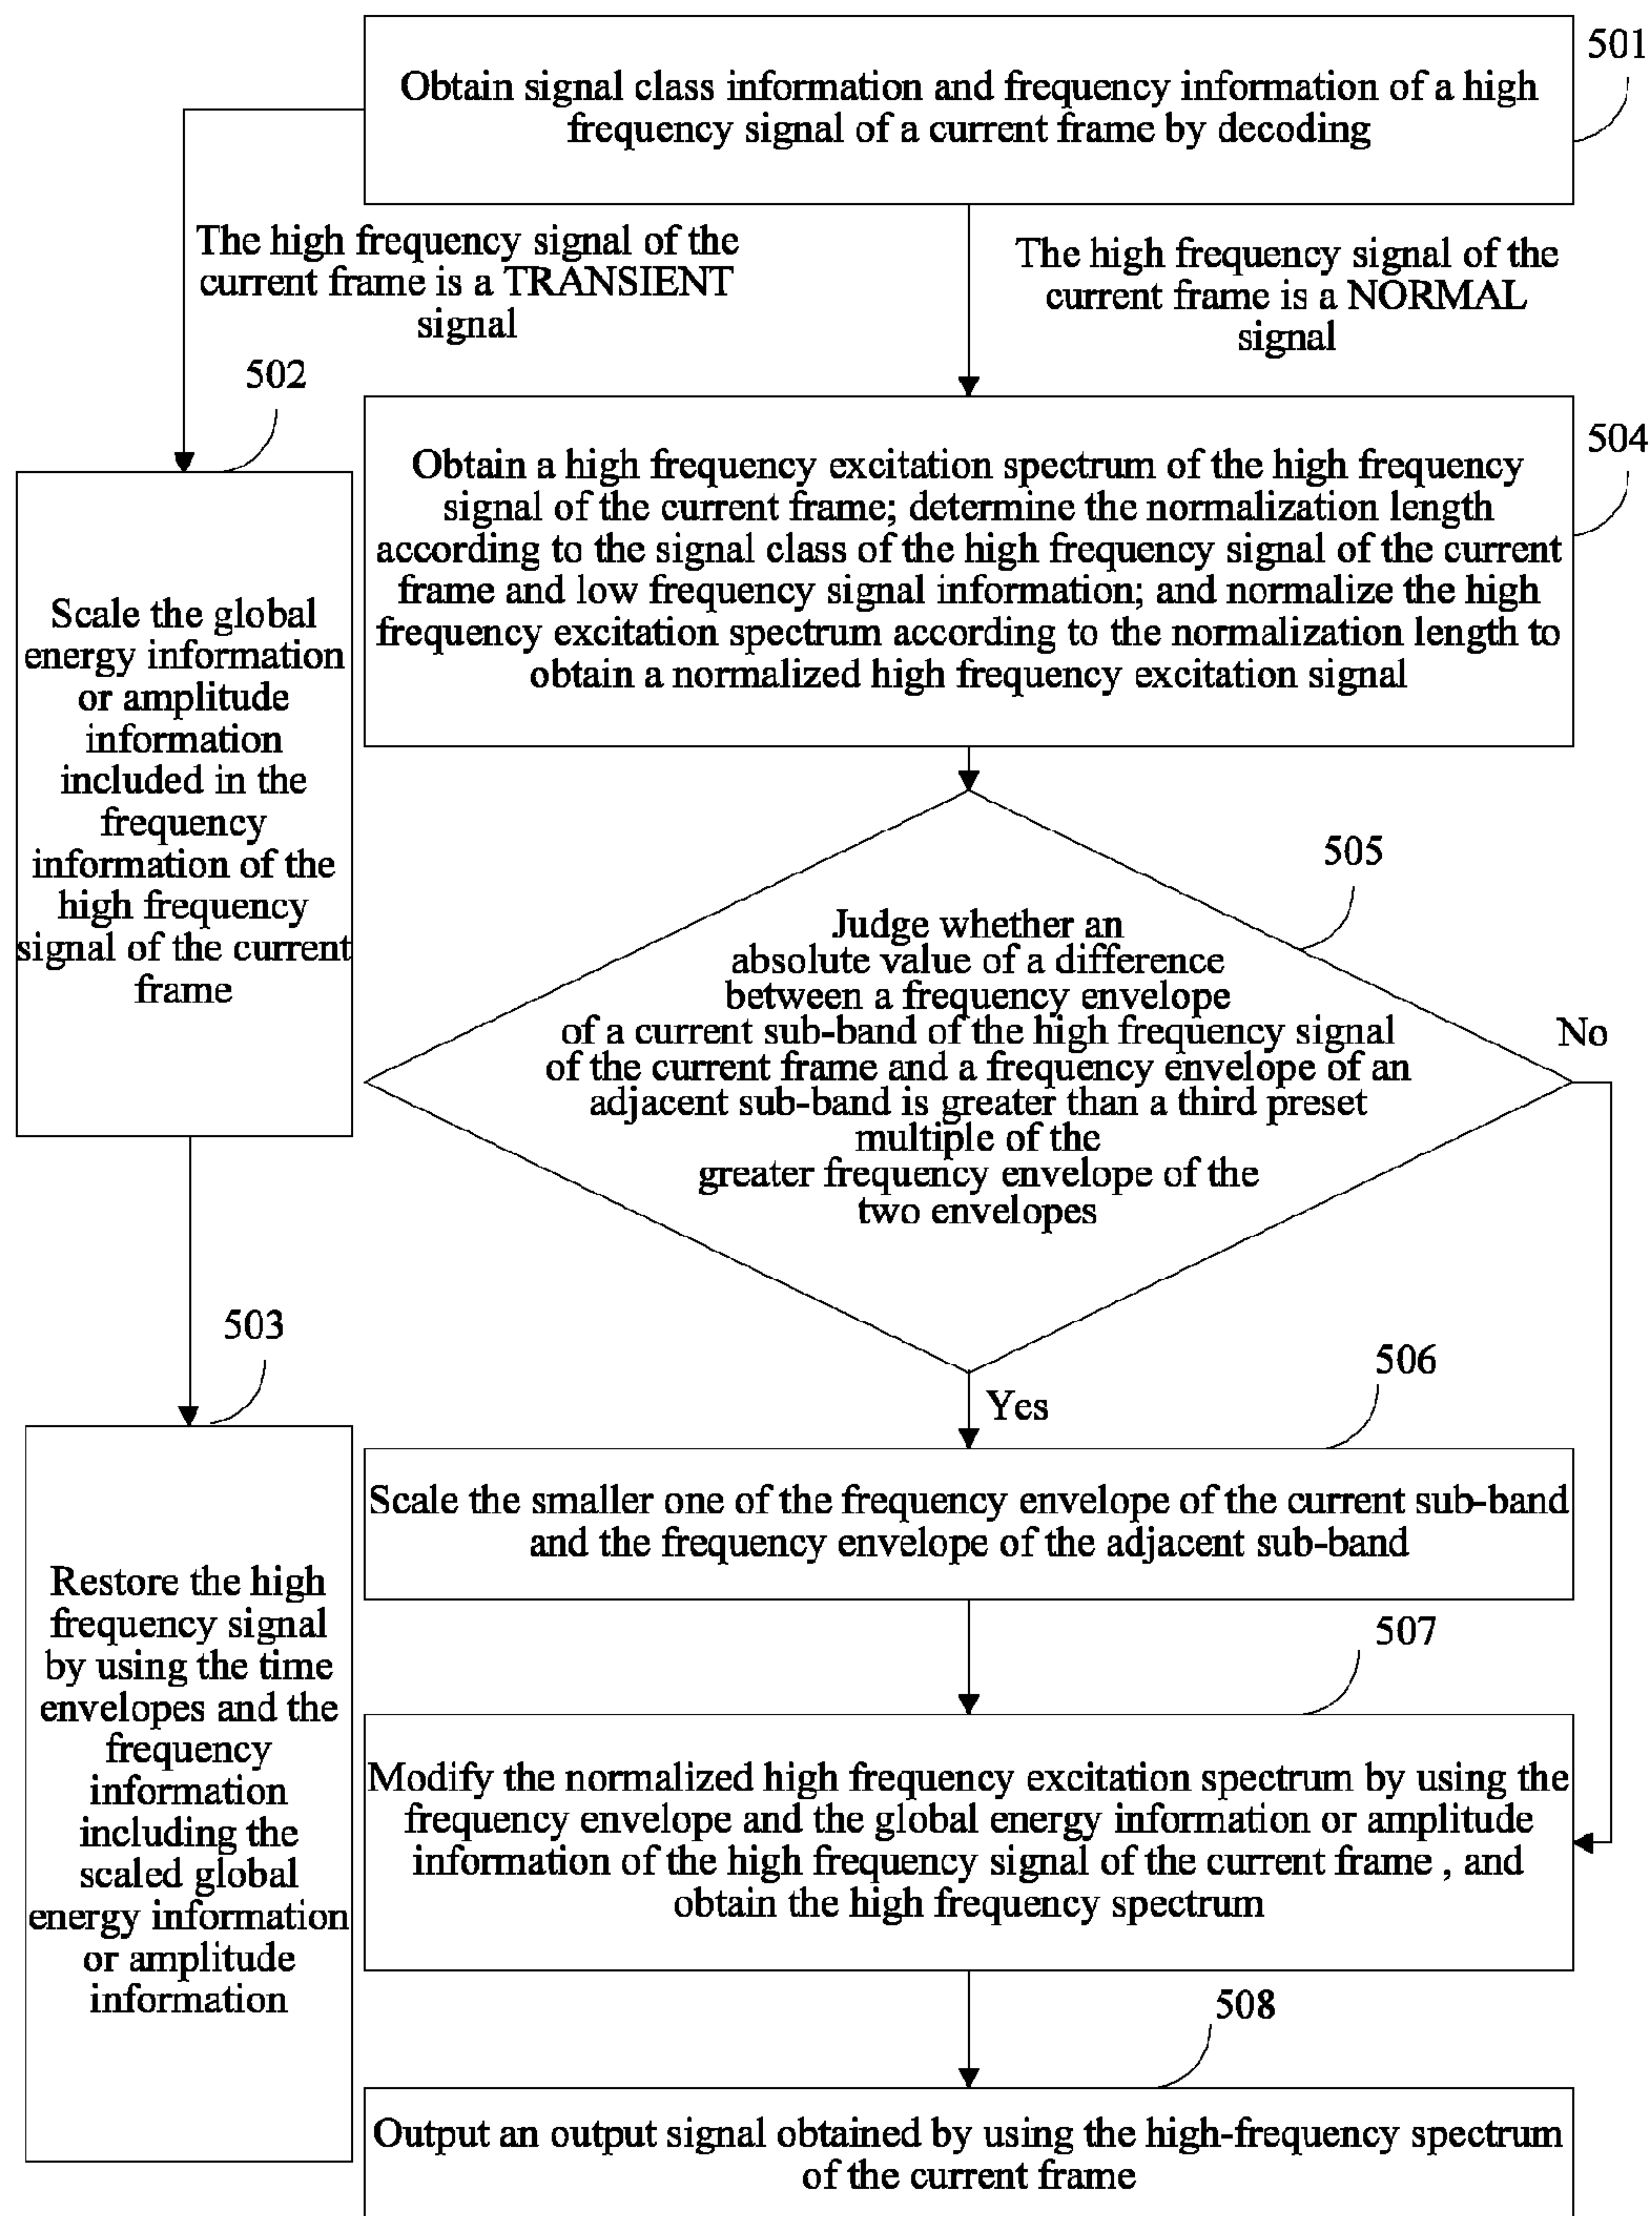 501
Obtain signal class information and frequency information of a high
frequency signal of a current frame by decoding
The high frequency signal of the
current frame is a TRANSIENT
signal
The high frequency signal of the
current frame is a NORMAL
signal
502
Scale the global
energy information
or amplitude
information
included in the
frequency
information of the
high frequency
signal of the current
frame
504
Obtain a high frequency excitation spectrum of the high frequency
signal of the current frame; determine the normalization length
according to the signal class of the high frequency signal of the current
frame and low frequency signal information; and normalize the high
frequency excitation spectrum according to the normalization length to
obtain a normalized high frequency excitation signal
505
Judge whether an
absolute value of a difference
between a frequency envelope
of a current sub-band of the high frequency signal
of the current frame and a frequency envelope of an
adjacent sub-band is greater than a third preset
multiple of the
greater frequency envelope of the
two envelopes
No
Yes
503
Restore the high
frequency signal
by using the time
envelopes and the
frequency
information
including the
scaled global
energy information
or amplitude
information
506
Scale the smaller one of the frequency envelope of the current sub-band
and the frequency envelope of the adjacent sub-band
507
Modify the normalized high frequency excitation spectrum by using the
frequency envelope and the global energy information or amplitude
information of the high frequency signal of the current frame , and
obtain the high frequency spectrum
508
Output an output signal obtained by using the high-frequency spectrum
of the current frame